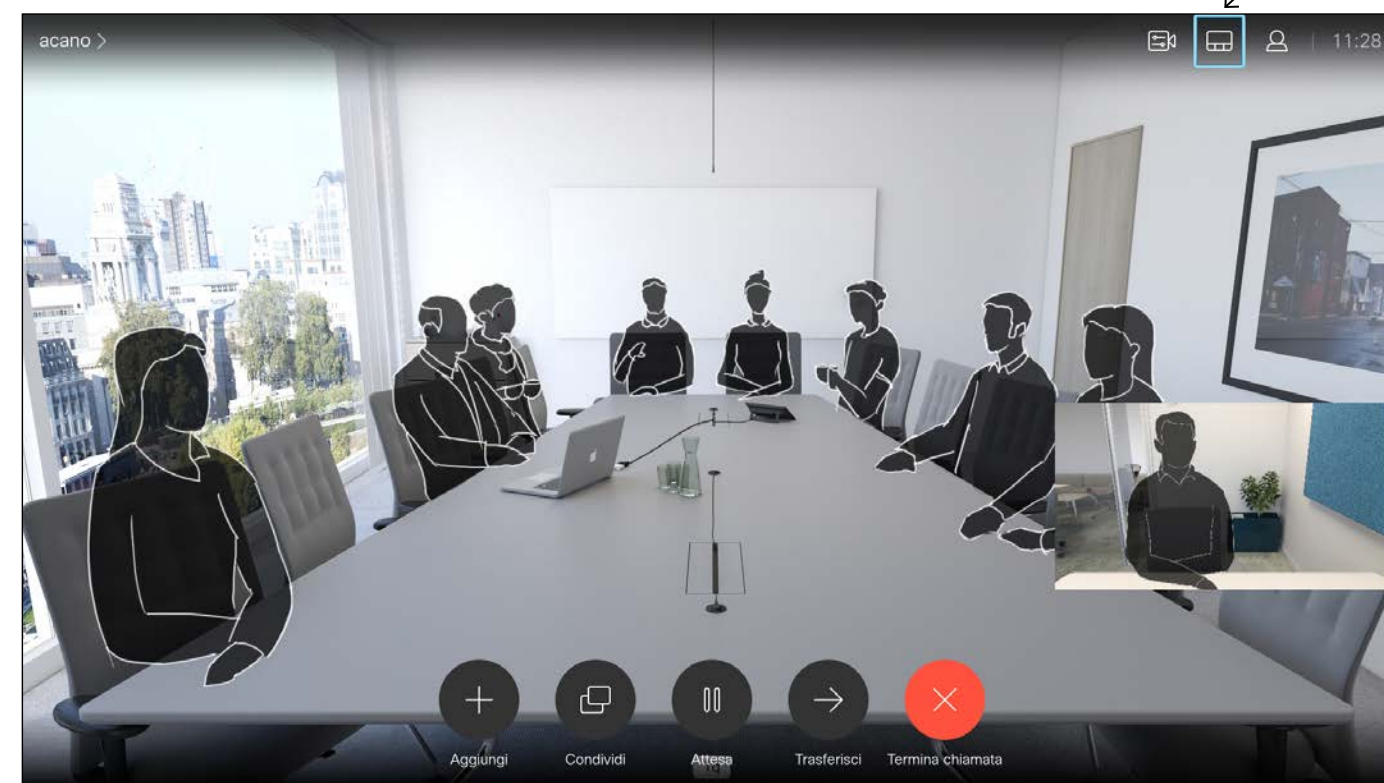 acano >
11:28
Aggiungi
Condividi
Attesa
Trasferisci
Termina chiamata